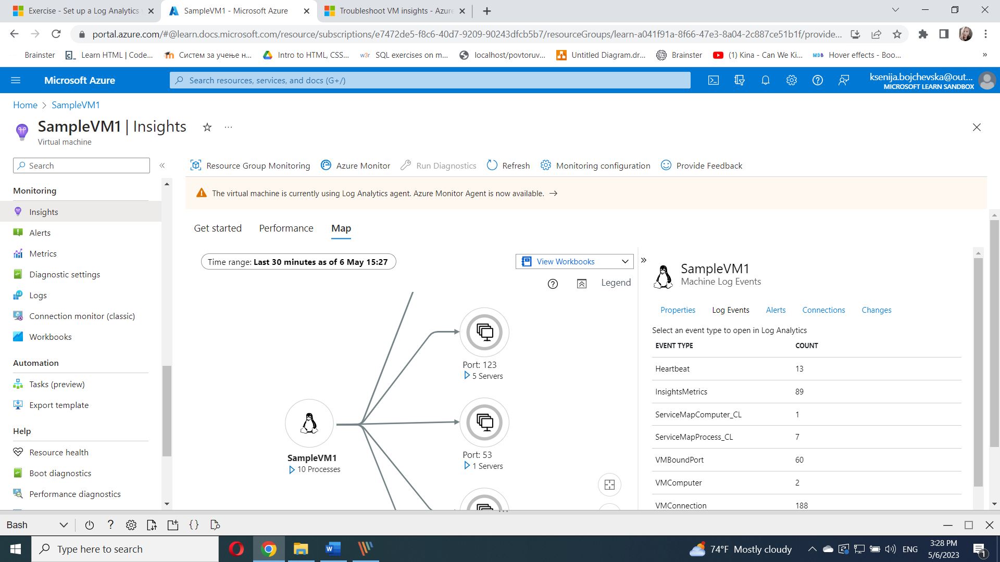 Exercise - Set up a Log Analytics
SampleVM1 - Microsoft Azure
Troubleshoot VM insights - Azure
portal.azure.com/#@learn.docs.microsoft.com/resource/subscriptions/e7472de5-f8c6-40d7-9209-90243dfcb5b7/resourceGroups/learn-a041f91a-8f66-47e3-8a04-2c887ce51b1f/provide...
Brainster
Learn HTML | Code...
Систем за учење н...
Intro to HTML, CSS...
SQL exercises on m...
localhost/povtoruv...
Untitled Diagram.dr...
Brainster
(1) Kina - Can We Ki...
Hover effects - Boo...
Microsoft Azure
Search resources, services, and docs (G+/)
ksenija.bojchevska@out...
MICROSOFT LEARN SANDBOX
Home > SampleVM1
SampleVM1 | Insights
Virtual machine
Search
Monitoring
Insights
Alerts
Metrics
Diagnostic settings
Logs
Connection monitor (classic)
Workbooks
Automation
Tasks (preview)
Export template
Help
Resource health
Boot diagnostics
Performance diagnostics
Resource Group Monitoring
Azure Monitor
Run Diagnostics
Refresh
Monitoring configuration
Provide Feedback
The virtual machine is currently using Log Analytics agent. Azure Monitor Agent is now available. →
Get started
Performance
Map
Time range: Last 30 minutes as of 6 May 15:27
View Workbooks
Legend
Port: 123
5 Servers
Port: 53
1 Servers
SampleVM1
10 Processes
SampleVM1
Machine Log Events
Properties
Log Events
Alerts
Connections
Changes
Select an event type to open in Log Analytics
EVENT TYPE COUNT
Heartbeat 13
InsightsMetrics 89
ServiceMapComputer_CL 1
ServiceMapProcess_CL 7
VMBoundPort 60
VMComputer 2
VMConnection 188
Bash
Type here to search
74°F Mostly cloudy
ENG
3:28 PM
5/6/2023
1